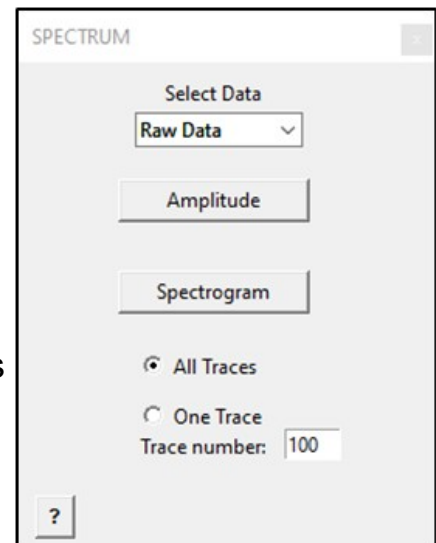 SPECTRUM
x
Select Data
Raw Data
Amplitude
Spectrogram
s
All Traces
One Trace
Trace number: 100
?